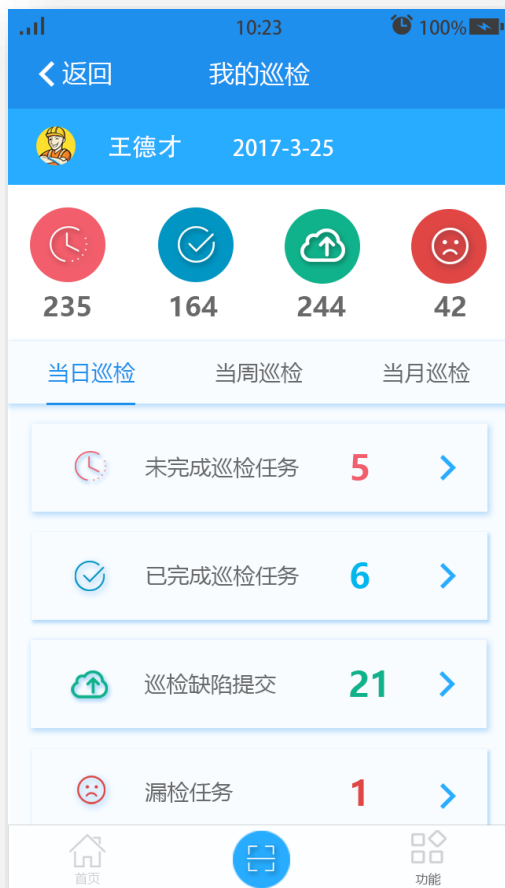 10:23 100%
返回 我的巡检
王德才 2017-3-25
235 164 244 42
当日巡检 当周巡检 当月巡检
未完成巡检任务 5
已完成巡检任务 6
巡检缺陷提交 21
漏检任务 1
首页 功能